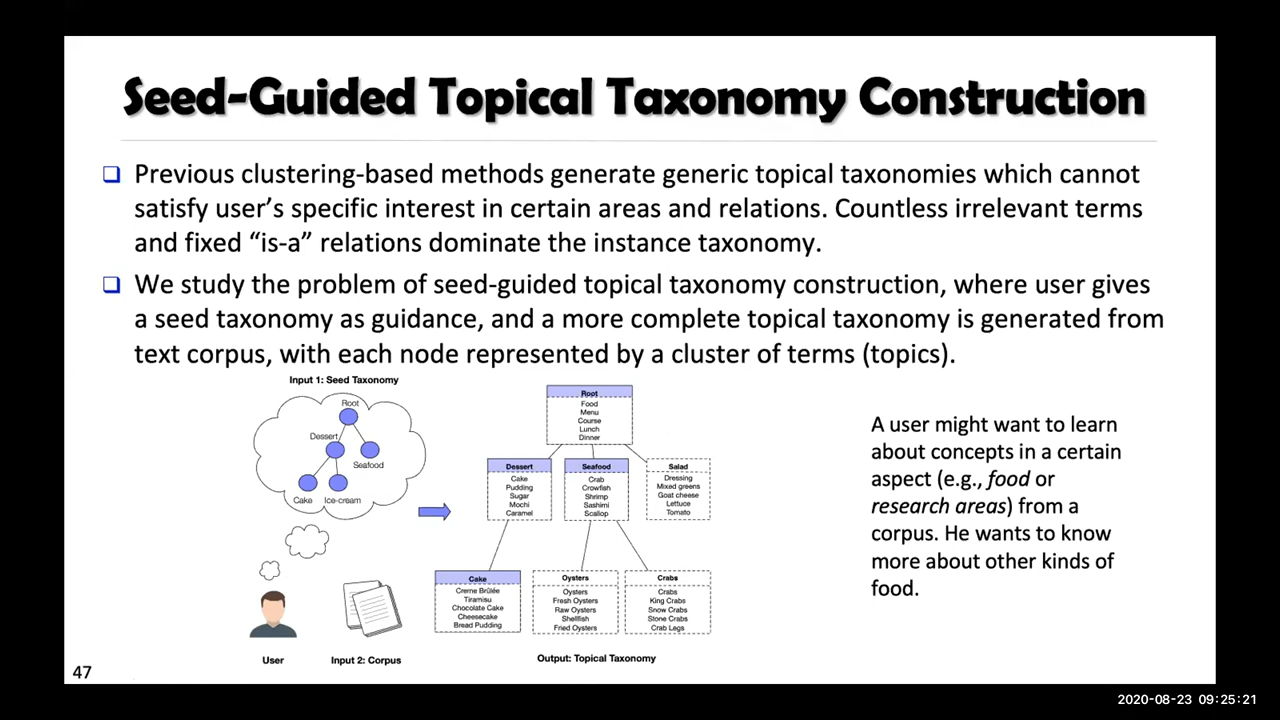 Seed-Guided Topical Taxonomy Construction
Previous clustering-based methods generate generic topical taxonomies which cannot
satisfy user’s specific interest in certain areas and relations. Countless irrelevant terms
and fixed “is-a” relations dominate the instance taxonomy.
We study the problem of seed-guided topical taxonomy construction, where user gives
a seed taxonomy as guidance, and a more complete topical taxonomy is generated from
text corpus, with each node represented by a cluster of terms (topics).
Input 1: Seed Taxonomy
Root
Dessert
Seafood
Cake
Ice-cream
User
Input 2: Corpus
Root
Food
Menu
Course
Lunch
Dinner
Dessert
Cake
Pudding
Sugar
Mochi
Caramel
Seafood
Crab
Crowfish
Shrimp
Sashimi
Scallop
Salad
Dressing
Mixed greens
Goat cheese
Lettuce
Tomato
Cake
Creme Brûlée
Tiramisu
Chocolate Cake
Cheesecake
Bread Pudding
Oysters
Oysters
Fresh Oysters
Raw Oysters
Shellfish
Fried Oysters
Crabs
Crabs
King Crabs
Snow Crabs
Stone Crabs
Crab Legs
Output: Topical Taxonomy
A user might want to learn
about concepts in a certain
aspect (e.g., food or
research areas) from a
corpus. He wants to know
more about other kinds of
food.
47
2020-08-23 09:25:21